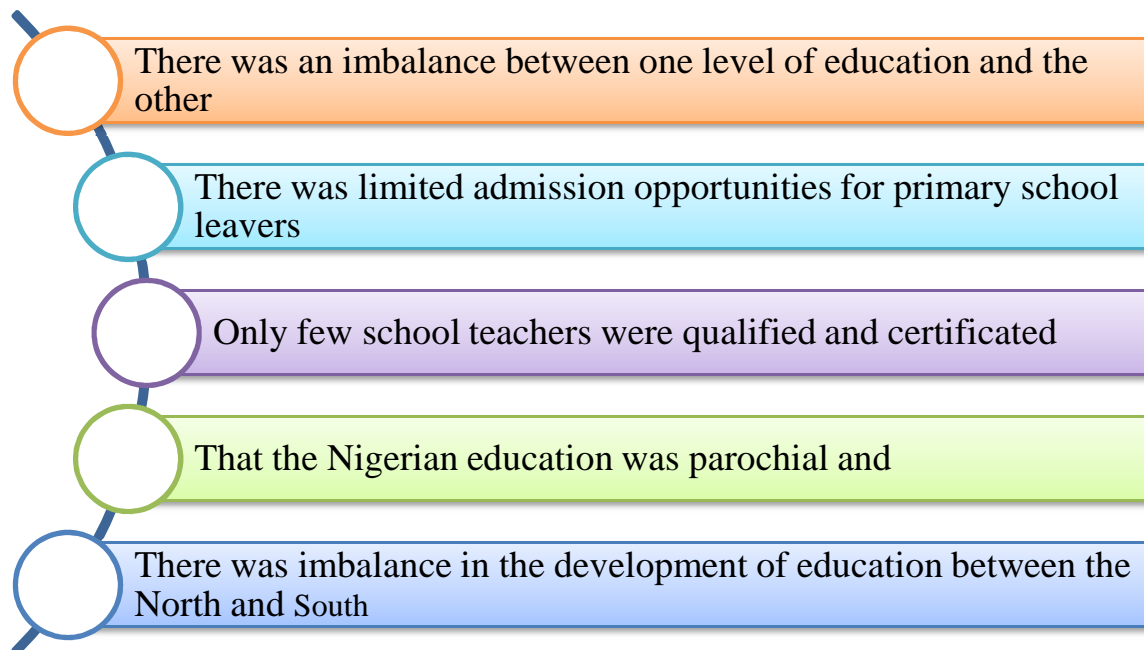 There was an imbalance between one level of education and the
other
There was limited admission opportunities for primary school
leavers
Only few school teachers were qualified and certificated
That the Nigerian education was parochial and
There was imbalance in the development of education between the
North and South